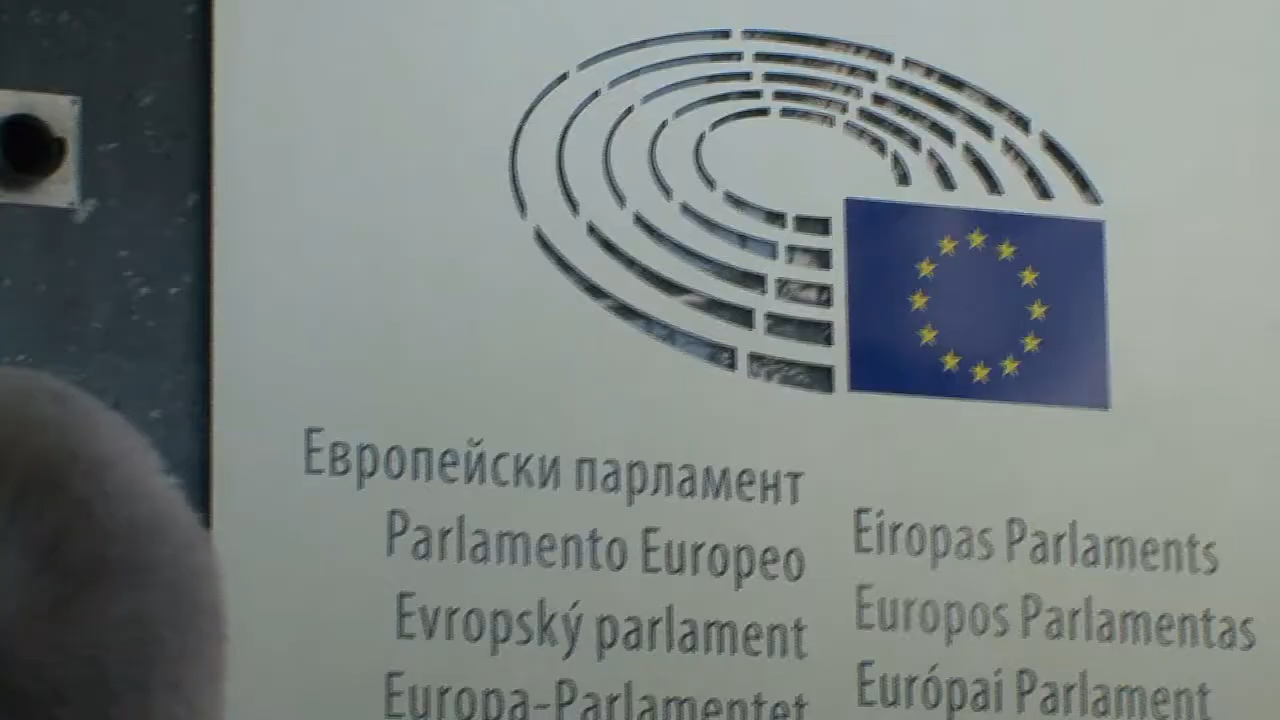 Европейски парламент
Parlamento Europeo
Evropský parlament
Europa-Parlamentet
Eiropas Parlaments
Europos Parlamentas
Európai Parlament